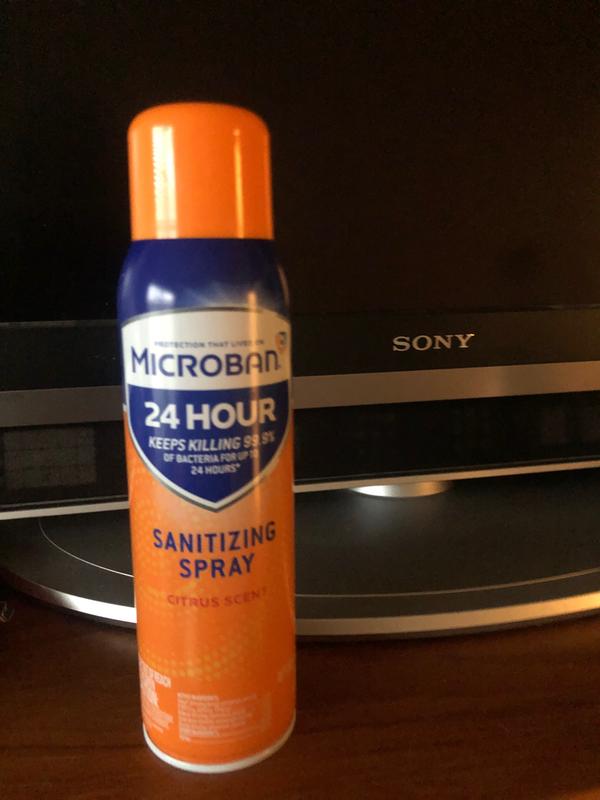 PROTECTION THAT LIVES ON
MICROBAN
24 HOUR
KEEPS KILLING 99.9%
OF BACTERIA FOR UP TO
24 HOURS*
SANITIZING
SPRAY
CITRUS SCENT
SONY